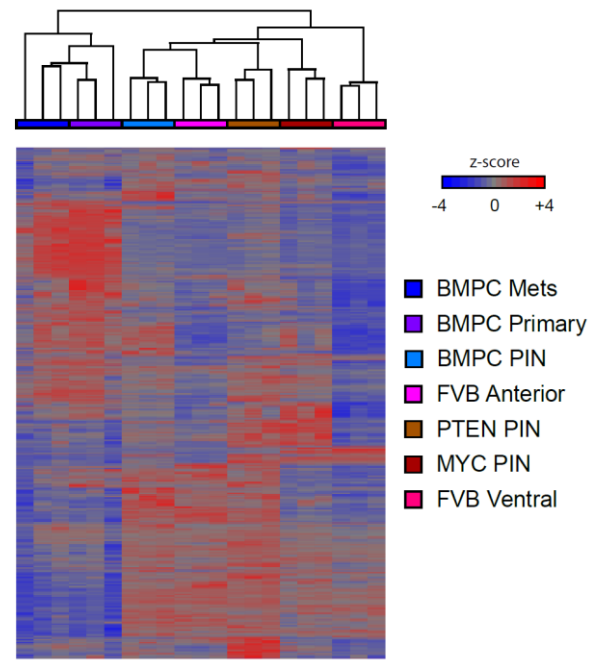 z-score
-4 0 +4
BMPC Mets
BMPC Primary
BMPC PIN
FVB Anterior
PTEN PIN
MYC PIN
FVB Ventral